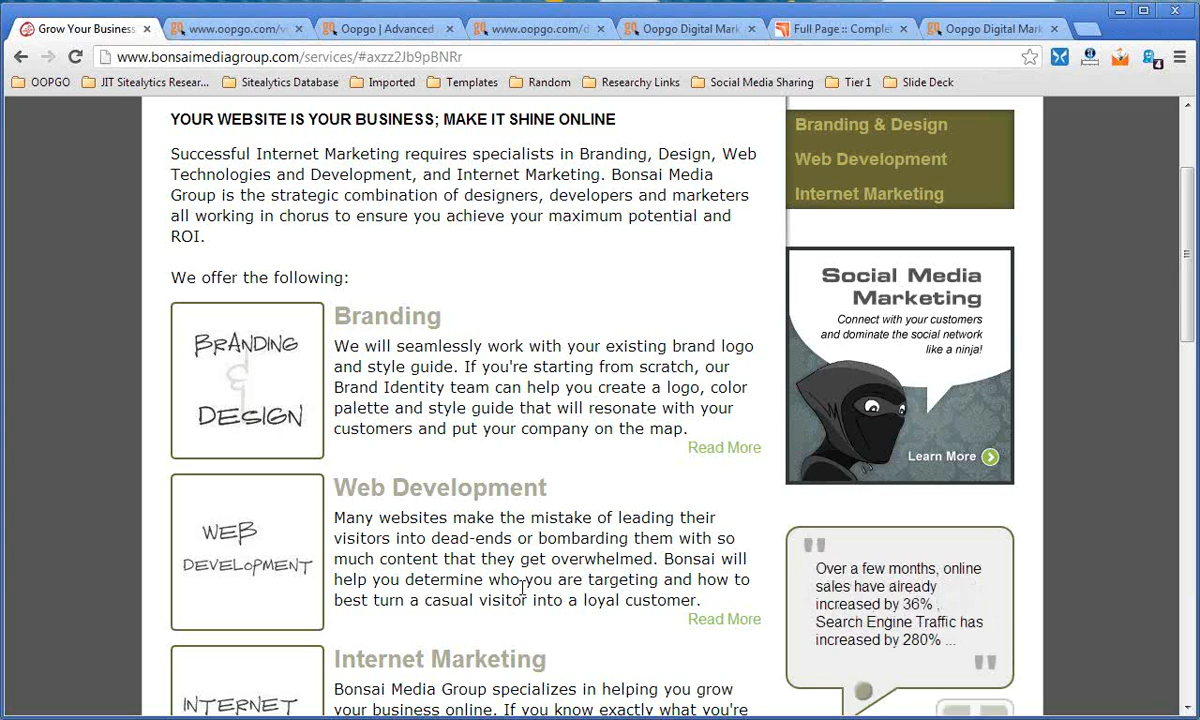 Grow Your Business
www.oopgo.com/v
Oopgo | Advanced
www.oopgo.com/d
Oopgo Digital Mark
Full Page :: Complet
Oopgo Digital Mark
www.bonsaimediagroup.com/services/#axzz2Jb9pBNRr
OOPGO
JIT Sitealytics Resear...
Sitealytics Database
Imported
Templates
Random
Researchy Links
Social Media Sharing
Tier 1
Slide Deck
YOUR WEBSITE IS YOUR BUSINESS; MAKE IT SHINE ONLINE
Successful Internet Marketing requires specialists in Branding, Design, Web
Technologies and Development, and Internet Marketing. Bonsai Media
Group is the strategic combination of designers, developers and marketers
all working in chorus to ensure you achieve your maximum potential and
ROI.
We offer the following:
BRANDING
&
DESIGN
Branding
We will seamlessly work with your existing brand logo
and style guide. If you're starting from scratch, our
Brand Identity team can help you create a logo, color
palette and style guide that will resonate with your
customers and put your company on the map.
Read More
WEB
DEVELOPMENT
Web Development
Many websites make the mistake of leading their
visitors into dead-ends or bombarding them with so
much content that they get overwhelmed. Bonsai will
help you determine who you are targeting and how to
best turn a casual visitor into a loyal customer.
Read More
INTERNET
Internet Marketing
Bonsai Media Group specializes in helping you grow
your business online. If you know exactly what you're
Branding & Design
Web Development
Internet Marketing
Social Media
Marketing
Connect with your customers
and dominate the social network
like a ninja!
Learn More
"
Over a few months, online
sales have already
increased by 36% .
Search Engine Traffic has
increased by 280% ...
"